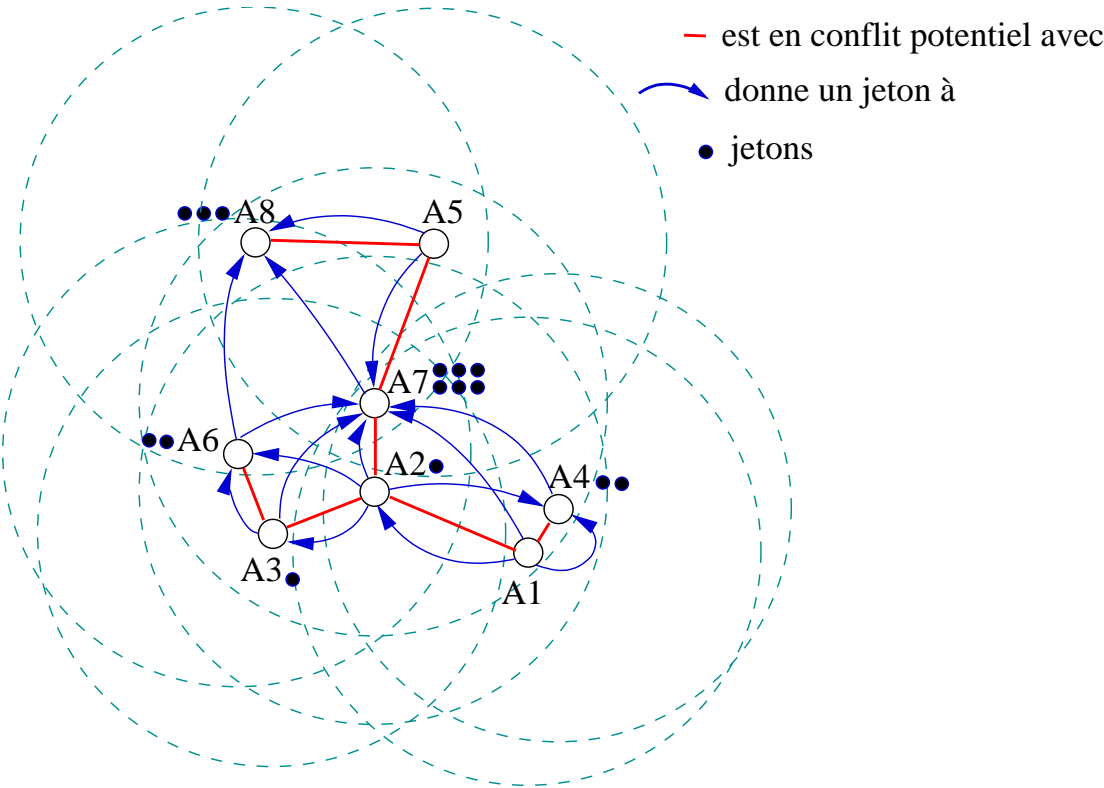 est en conflit potentiel avec
donne un jeton à
jetons
A8
A5
A7
A6
A2
A4
A3
A1